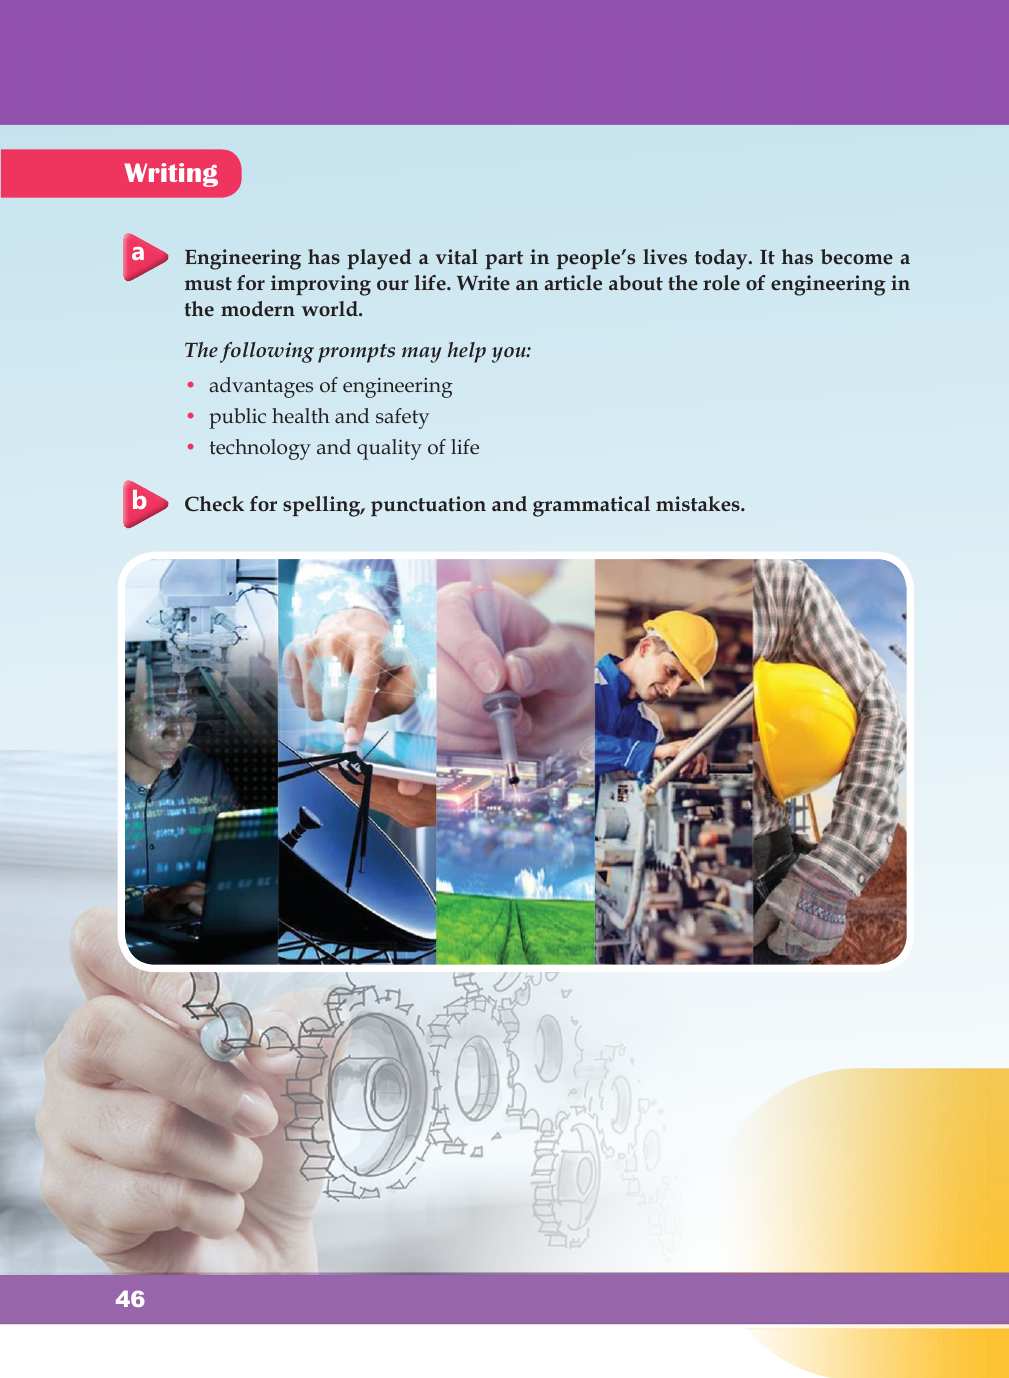 Writing
a
Engineering has played a vital part in people's lives today. It has become a
must for improving our life. Write an article about the role of engineering in
the modern world.
The following prompts may help you:
• advantages of engineering
• public health and safety
• technology and quality of life
b
Check for spelling, punctuation and grammatical mistakes.
46